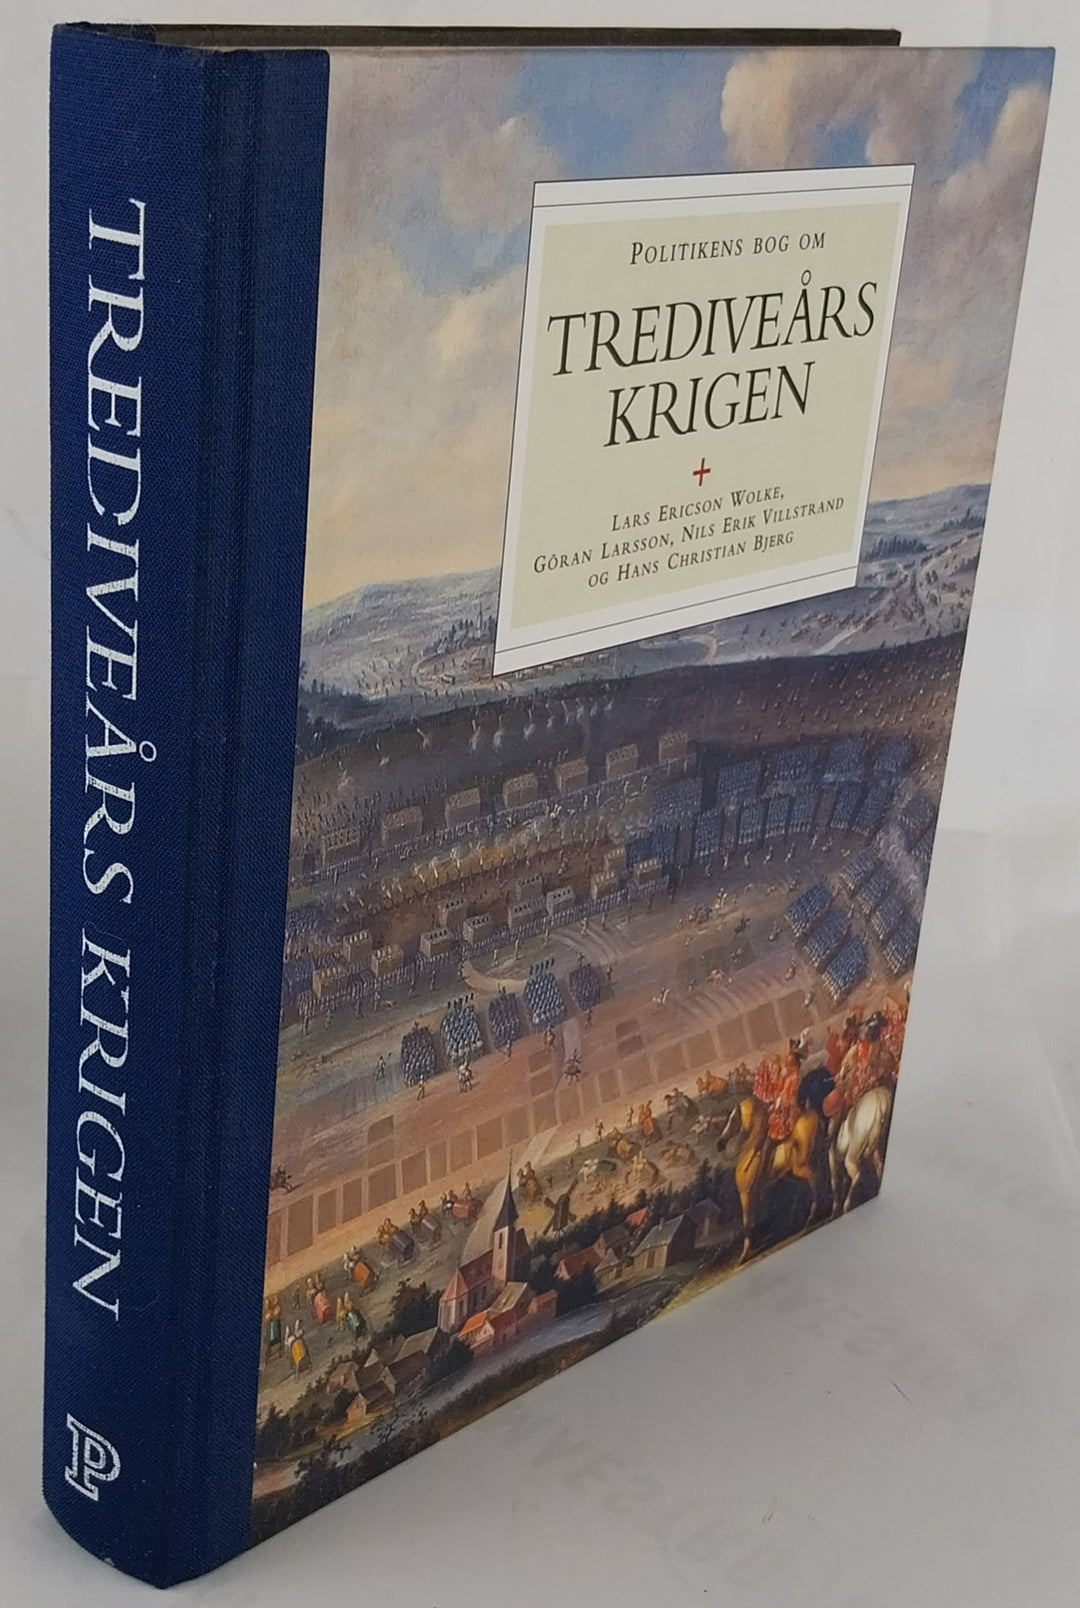 TREDIVEÅRS KRIGEN
P
POLITIKENS BOG OM
TREDIVEÅRS
KRIGEN
LARS ERICSON WOLKE,
GÖRAN LARSSON, NILS ERIK VILLSTRAND
OG HANS CHRISTIAN BJERG